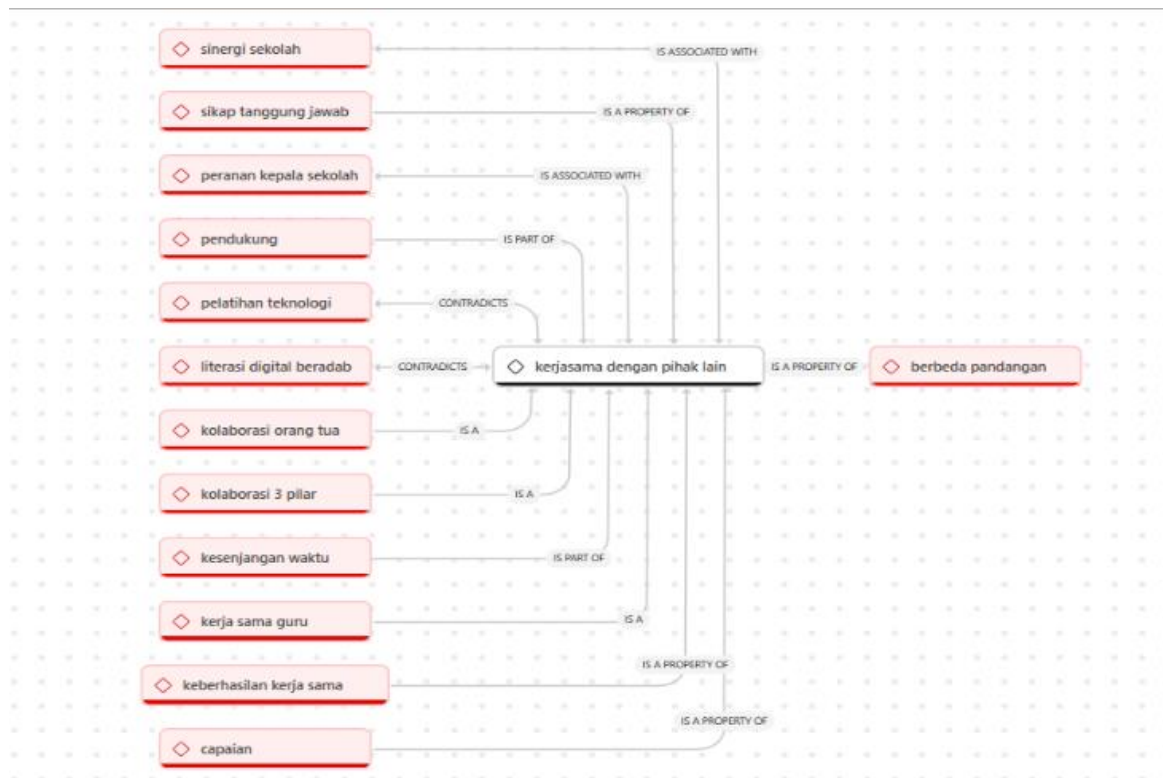 sinergi sekolah
IS ASSOCIATED WITH
sikap tanggung jawab
IS A PROPERTY OF
peranan kepala sekolah
IS ASSOCIATED WITH
pendukung
IS PART OF
pelatihan teknologi
CONTRADICTS
literasi digital beradab
CONTRADICTS
kerjasama dengan pihak lain
IS A PROPERTY OF
berbeda pandangan
kolaborasi orang tua
IS A
kolaborasi 3 pilar
IS A
kesenjangan waktu
IS PART OF
kerja sama guru
IS A
keberhasilan kerja sama
IS A PROPERTY OF
capaian
IS A PROPERTY OF